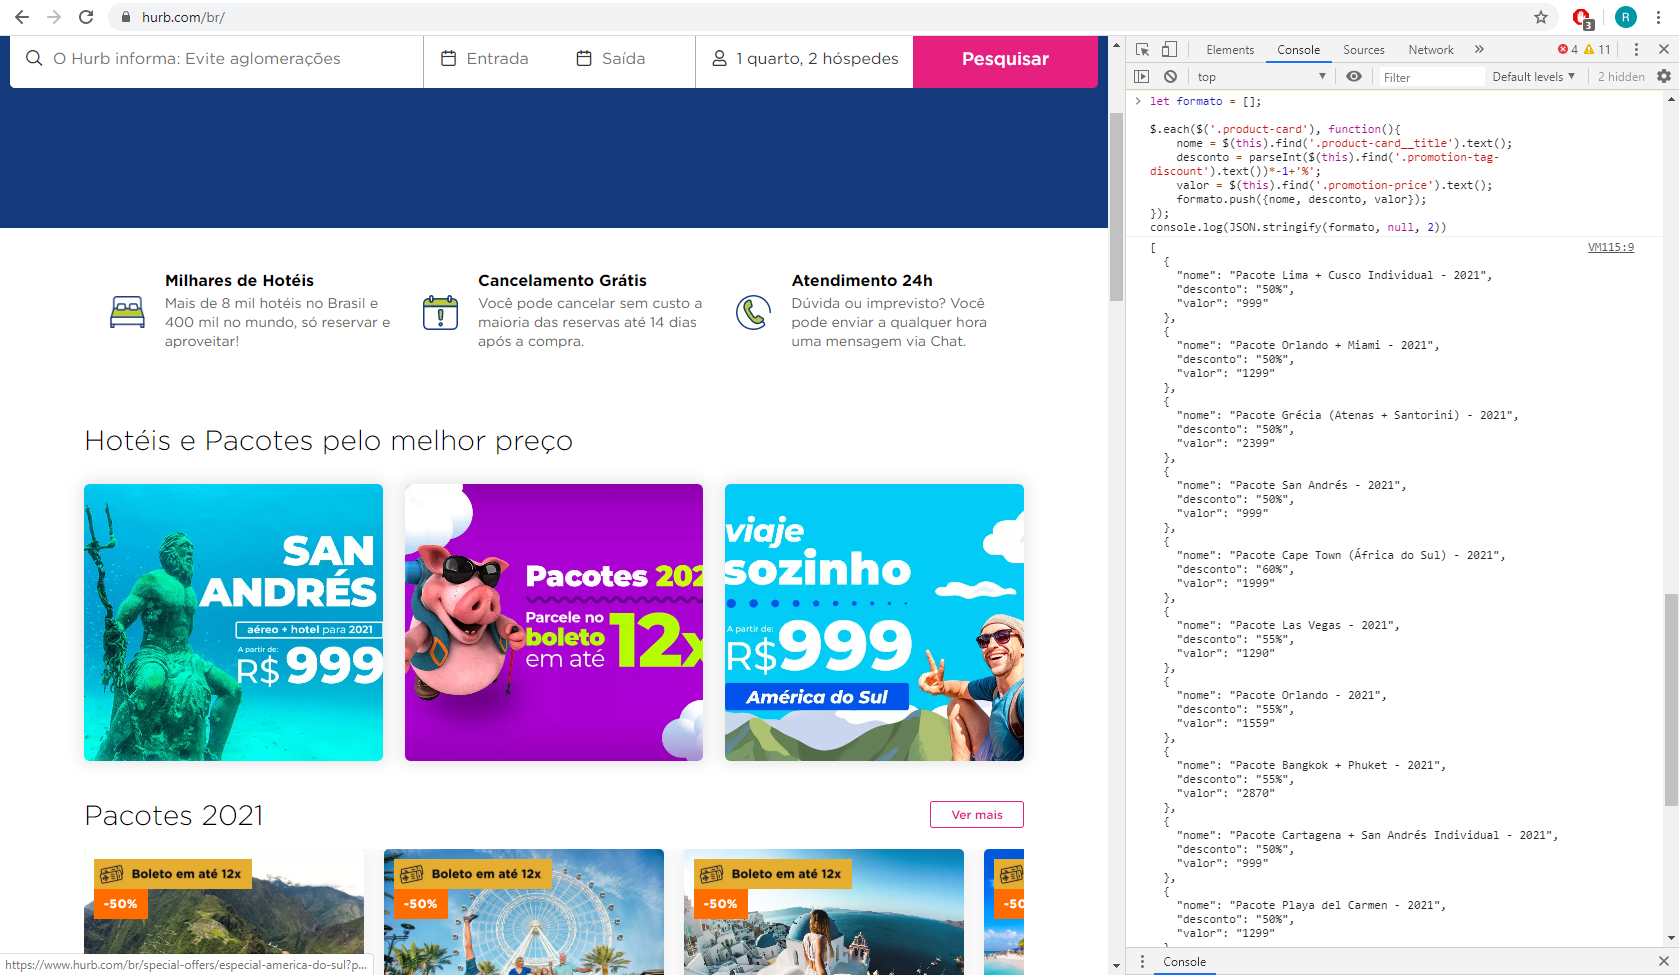 hurb.com/br/
3
R
O Hurb informa: Evite aglomerações
Entrada
Saída
1 quarto, 2 hóspedes
Pesquisar
Milhares de Hotéis
Mais de 8 mil hotéis no Brasil e
400 mil no mundo, só reservar e
aproveitar!
Cancelamento Grátis
Você pode cancelar sem custo a
maioria das reservas até 14 dias
após a compra.
Atendimento 24h
Dúvida ou imprevisto? Você
pode enviar a qualquer hora
uma mensagem via Chat.
Hotéis e Pacotes pelo melhor preço
SAN
ANDRÉS
aéreo + hotel para 2021
A partir de:
R$ 999
Pacotes 202
Parcele no
boleto
em até
12x
viaje
sozinho
A partir de:
R$ 999
América do Sul
Pacotes 2021
Ver mais
Boleto em até 12x
-50%
Boleto em até 12x
-50%
Boleto em até 12x
-50%
-50
https://www.hurb.com/br/special-offers/especial-america-do-sul?p...
Elements Console Sources Network » 4 11
top Filter Default levels 2 hidden
> let formato = [];
$.each($('.product-card'), function(){
nome = $(this).find('.product-card__title').text();
desconto = parseInt($(this).find('.promotion-tag-
discount').text())*-1+'%';
valor = $(this).find('.promotion-price').text();
formato.push({nome, desconto, valor});
});
console.log(JSON.stringify(formato, null, 2))
VM115:9
[
{
"nome": "Pacote Lima + Cusco Individual - 2021",
"desconto": "50%",
"valor": "999"
},
{
"nome": "Pacote Orlando + Miami - 2021",
"desconto": "50%",
"valor": "1299"
},
{
"nome": "Pacote Grécia (Atenas + Santorini) - 2021",
"desconto": "50%",
"valor": "2399"
},
{
"nome": "Pacote San Andrés - 2021",
"desconto": "50%",
"valor": "999"
},
{
"nome": "Pacote Cape Town (África do Sul) - 2021",
"desconto": "60%",
"valor": "1999"
},
{
"nome": "Pacote Las Vegas - 2021",
"desconto": "55%",
"valor": "1290"
},
{
"nome": "Pacote Orlando - 2021",
"desconto": "55%",
"valor": "1559"
},
{
"nome": "Pacote Bangkok + Phuket - 2021",
"desconto": "55%",
"valor": "2870"
},
{
"nome": "Pacote Cartagena + San Andrés Individual - 2021",
"desconto": "50%",
"valor": "999"
},
{
"nome": "Pacote Playa del Carmen - 2021",
"desconto": "50%",
"valor": "1299"
Console